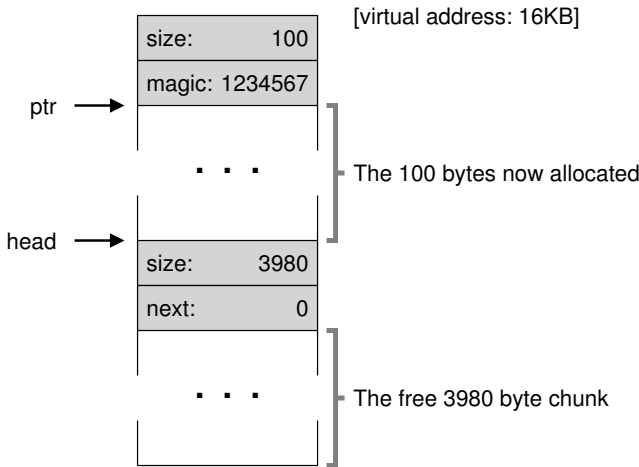 [virtual address: 16KB]
size: 100
magic: 1234567
ptr
. . .
The 100 bytes now allocated
head
size: 3980
next: 0
. . .
The free 3980 byte chunk